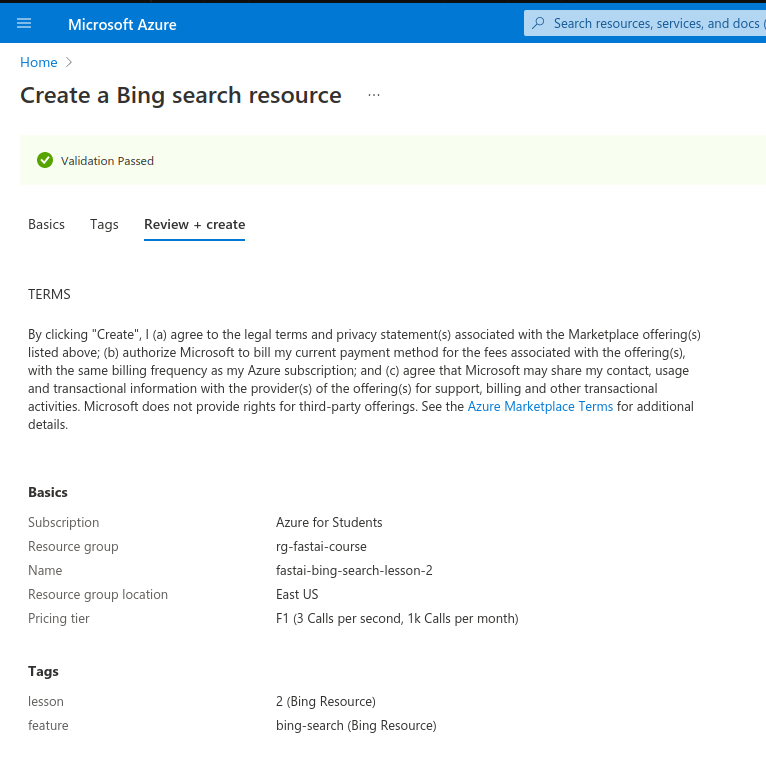 Microsoft Azure
Search resources, services, and docs (
Home
Create a Bing search resource ...
Validation Passed
Basics Tags Review + create
TERMS
By clicking "Create", I (a) agree to the legal terms and privacy statement(s) associated with the Marketplace offering(s)
listed above; (b) authorize Microsoft to bill my current payment method for the fees associated with the offering(s),
with the same billing frequency as my Azure subscription; and (c) agree that Microsoft may share my contact, usage
and transactional information with the provider(s) of the offering(s) for support, billing and other transactional
activities. Microsoft does not provide rights for third-party offerings. See the Azure Marketplace Terms for additional
details.
Basics
Subscription Azure for Students
Resource group rg-fastai-course
Name fastai-bing-search-lesson-2
Resource group location East US
Pricing tier F1 (3 Calls per second, 1k Calls per month)
Tags
lesson 2 (Bing Resource)
feature bing-search (Bing Resource)